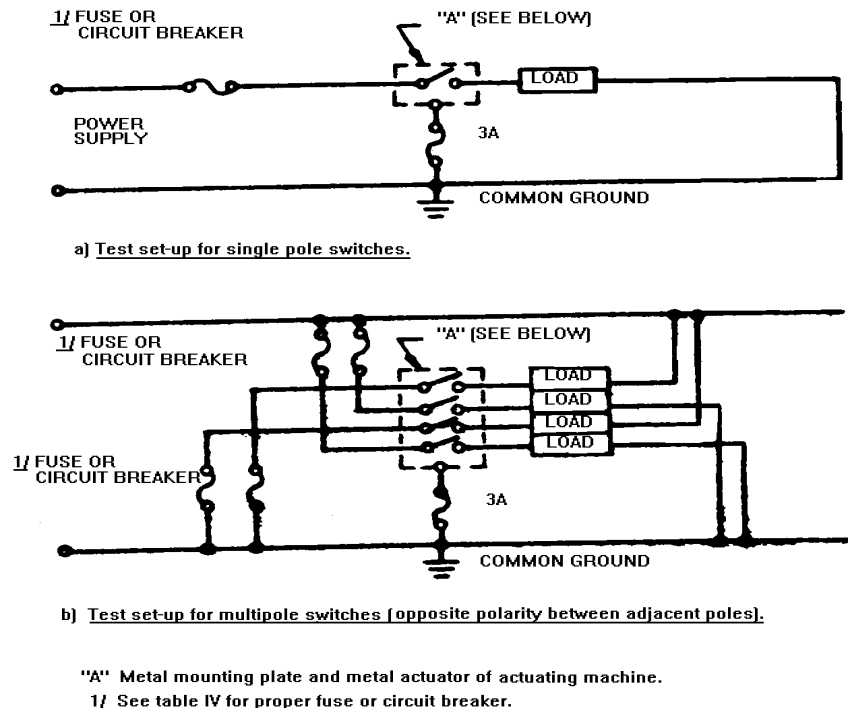 1/ FUSE OR
CIRCUIT BREAKER
"A" (SEE BELOW)
LOAD
POWER
SUPPLY
3A
COMMON GROUND
a) Test set-up for single pole switches.
1/ FUSE OR
CIRCUIT BREAKER
"A" (SEE BELOW)
LOAD
LOAD
LOAD
LOAD
1/ FUSE OR
CIRCUIT BREAKER
3A
COMMON GROUND
b) Test set-up for multipole switches (opposite polarity between adjacent poles).
"A" Metal mounting plate and metal actuator of actuating machine.
1/ See table IV for proper fuse or circuit breaker.